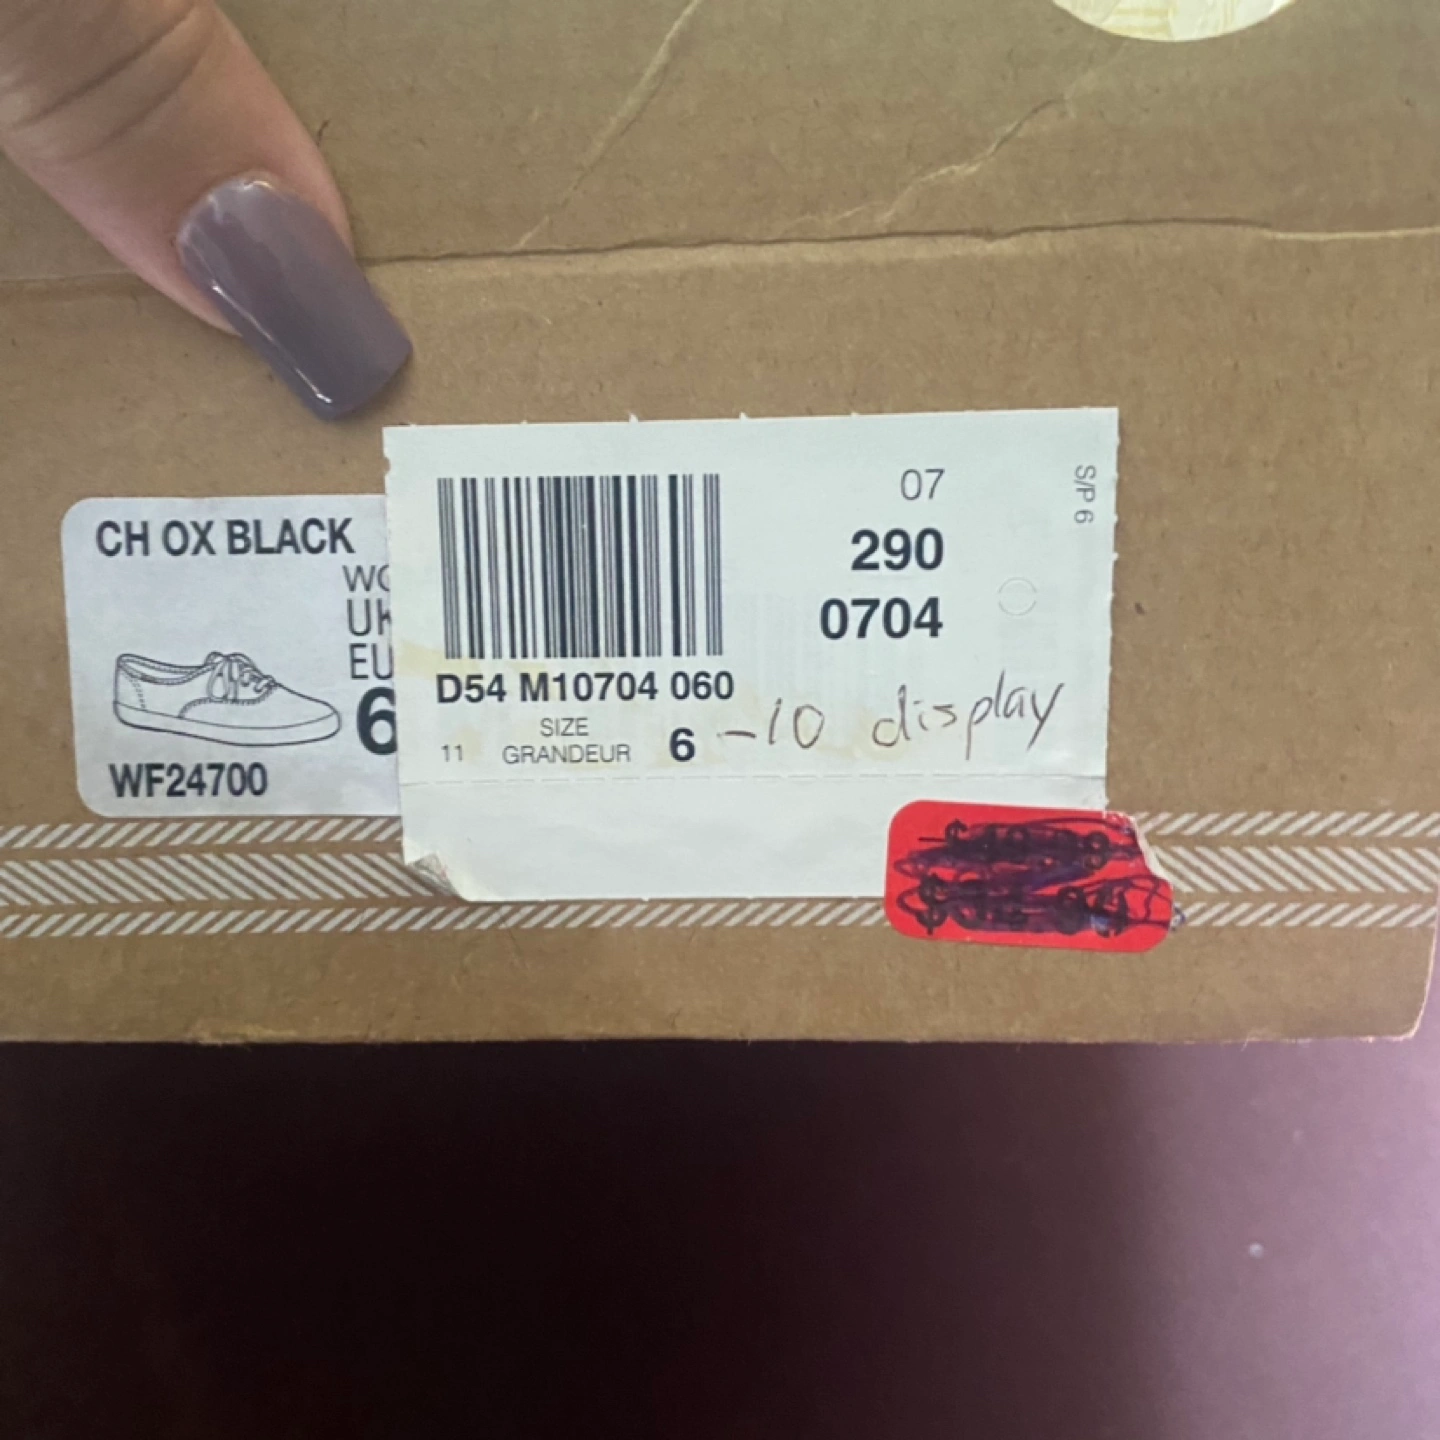 CH OX BLACK
WO
UK
EU
6
WF24700
07
290
0704
S/P 6
D54 M10704 060
SIZE
11 GRANDEUR 6 -10 display